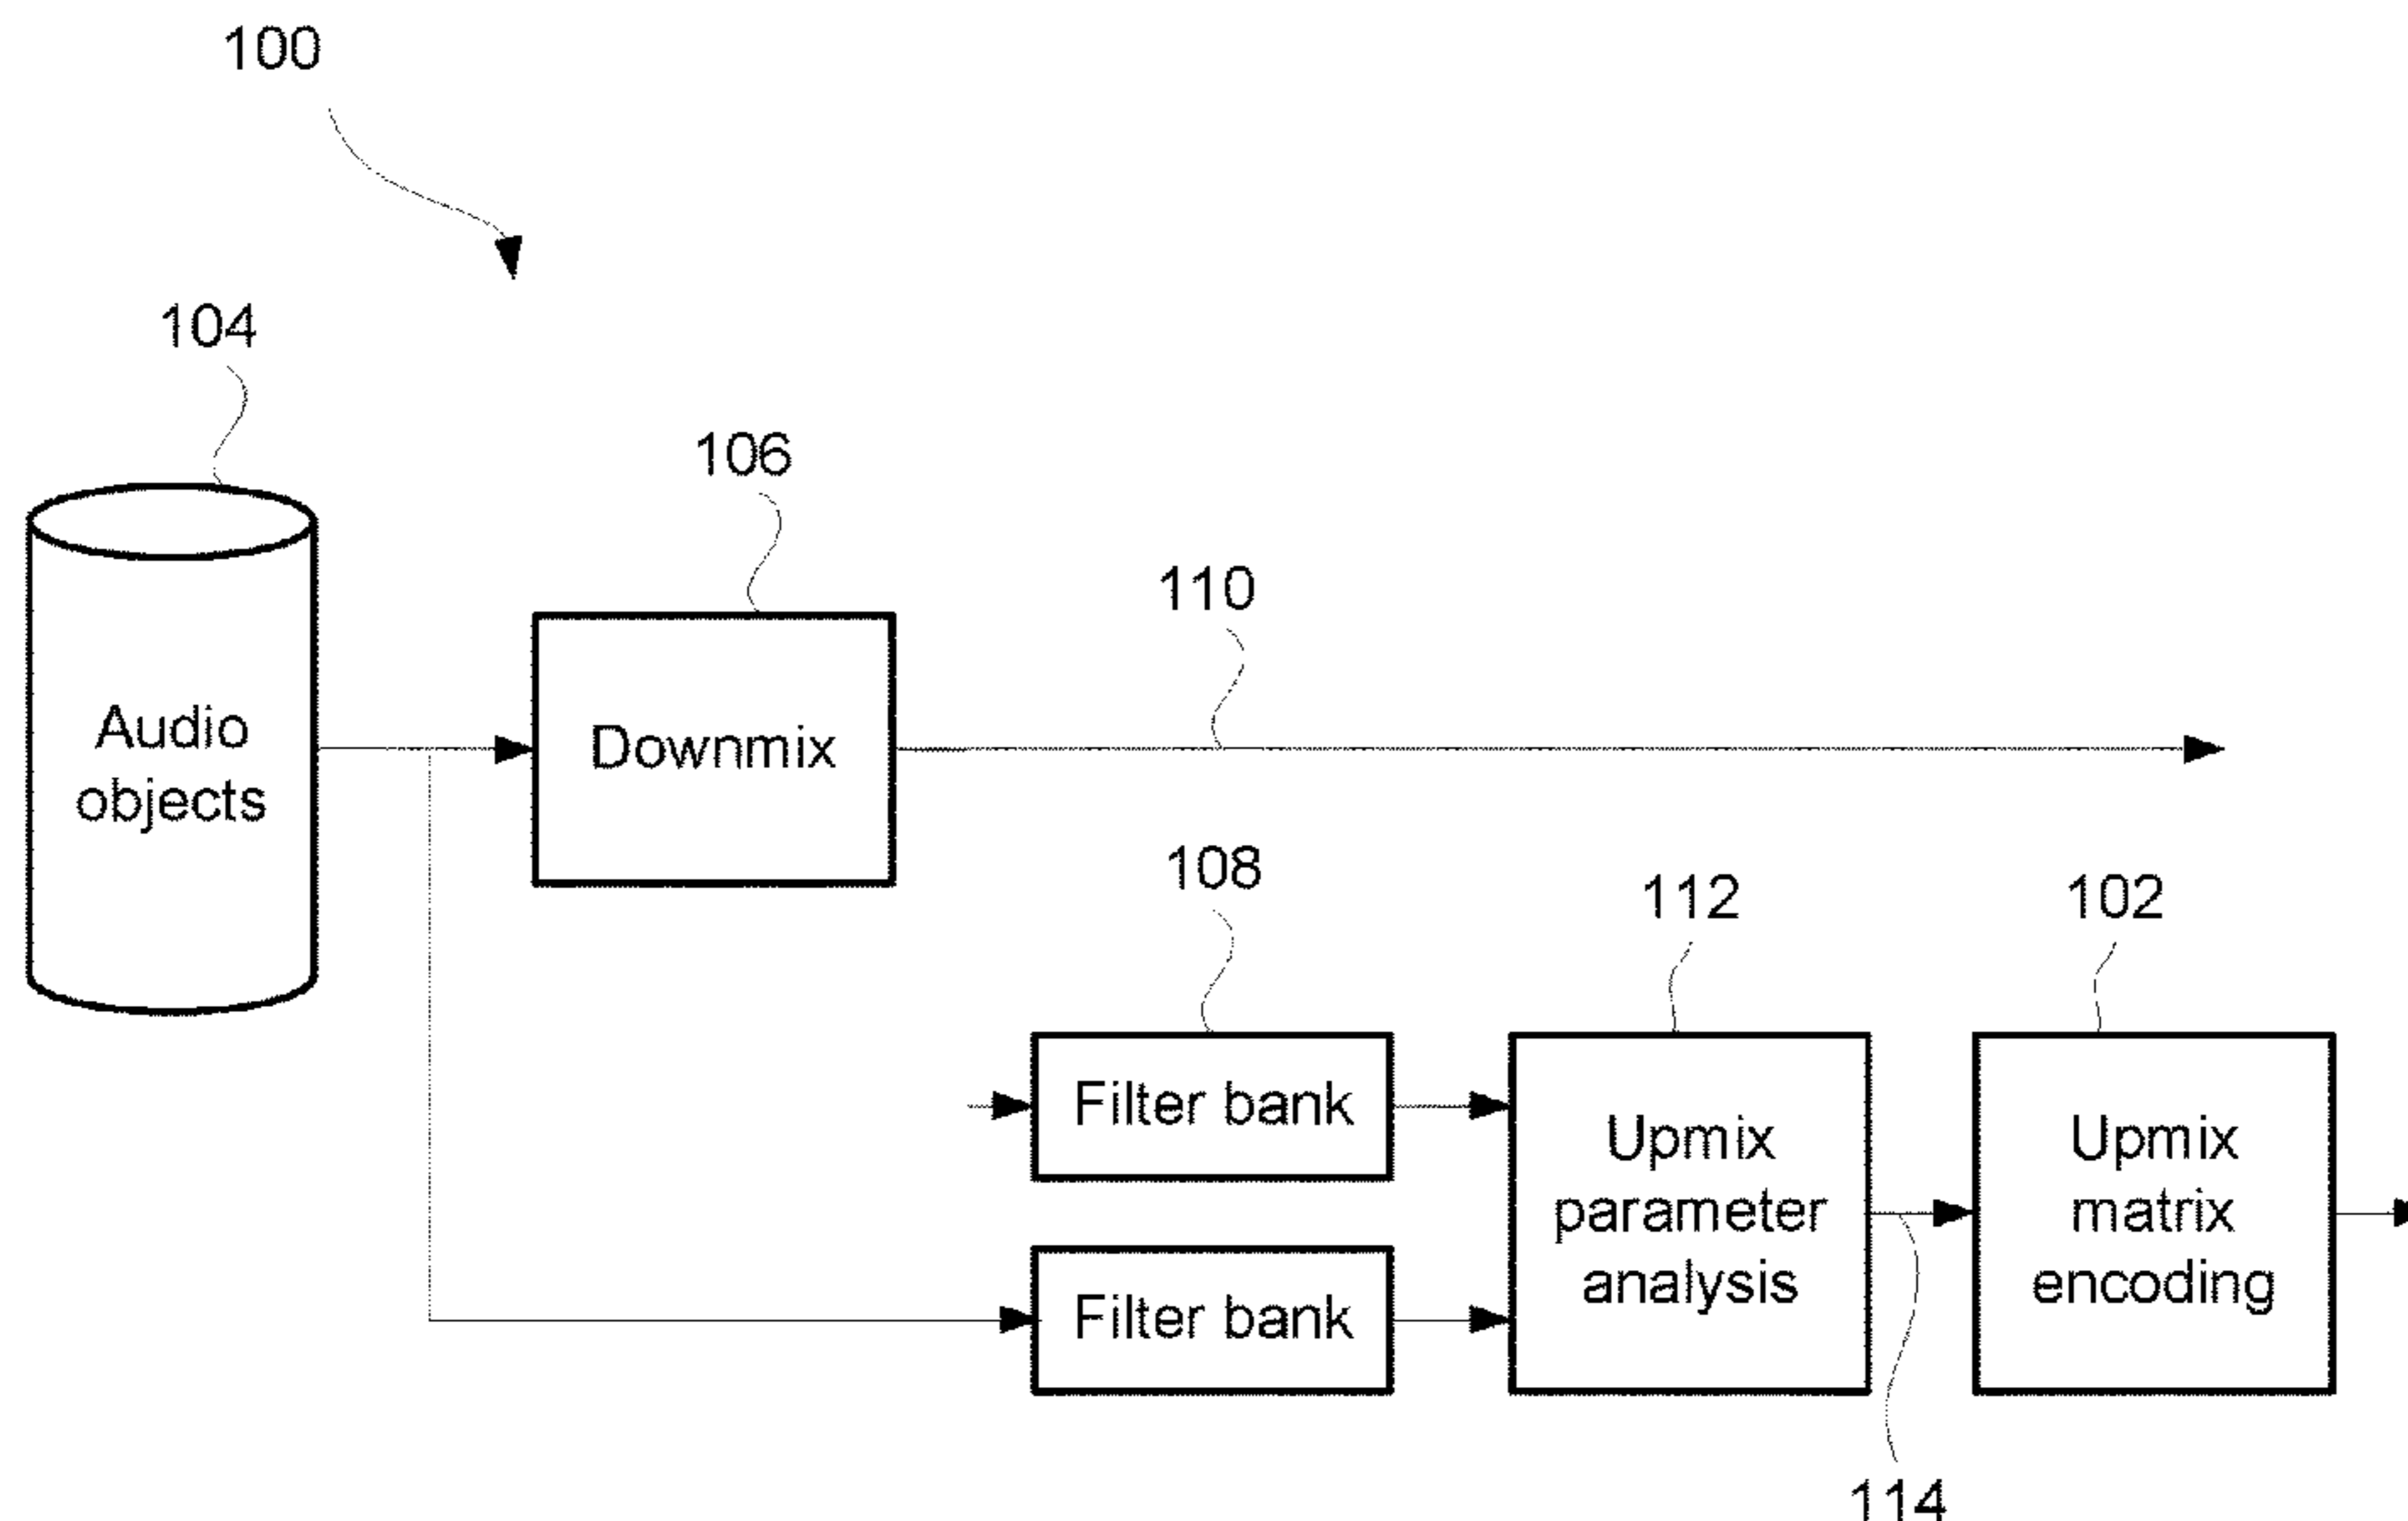 100
104
106
110
Audio
objects
Downmix
108
112
102
Filter bank
Upmix
parameter
analysis
Upmix
matrix
encoding
Filter bank
114